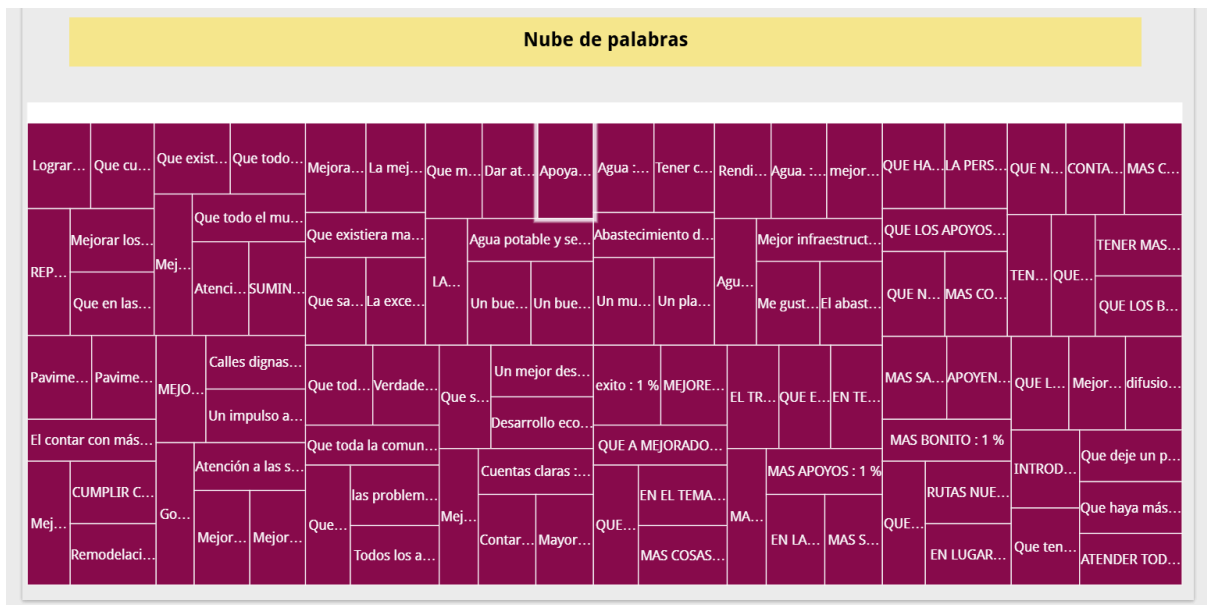 Nube de palabras
Lograr...
Que cu...
Que exist...
Que todo...
Mejora...
La mej...
Que m...
Dar at...
Apoya...
Agua :...
Tener c...
Rendi...
Agua. :...
mejor...
QUE HA...
LA PERS...
QUE N...
CONTA...
MAS C...
REP...
Mejorar los...
Que en las...
Mej...
Que todo el mu...
Atenci...
SUMIN...
Que existiera ma...
Que sa...
La exce...
LA...
Agua potable y se...
Un bue...
Un bue...
Abastecimiento d...
Un mu...
Un pla...
Agu...
Mejor infraestruct...
Me gust...
El abast...
QUE LOS APOYOS...
QUE N...
MAS CO...
TEN...
QUE...
TENER MAS...
QUE LOS B...
Pavime...
Pavime...
El contar con más...
Mej...
CUMPLIR C...
Remodelaci...
MEJO...
Calles dignas...
Un impulso a...
Go...
Atención a las s...
Mejor...
Mejor...
Que tod...
Verdade...
Que toda la comun...
Que...
las problem...
Todos los a...
Que s...
Un mejor des...
Desarrollo eco...
Mej...
Cuentas claras :...
Contar...
Mayor...
exito : 1 %
MEJORE...
QUE A MEJORADO...
QUE...
EN EL TEMA...
MAS COSAS...
EL TR...
QUE E...
EN TE...
MA...
MAS APOYOS : 1 %
EN LA...
MAS S...
MAS SA...
APOYEN...
MAS BONITO : 1 %
QUE...
RUTAS NUE...
EN LUGAR...
QUE L...
Mejor...
difusio...
INTROD...
Que ten...
Que deje un p...
Que haya más...
ATENDER TOD...